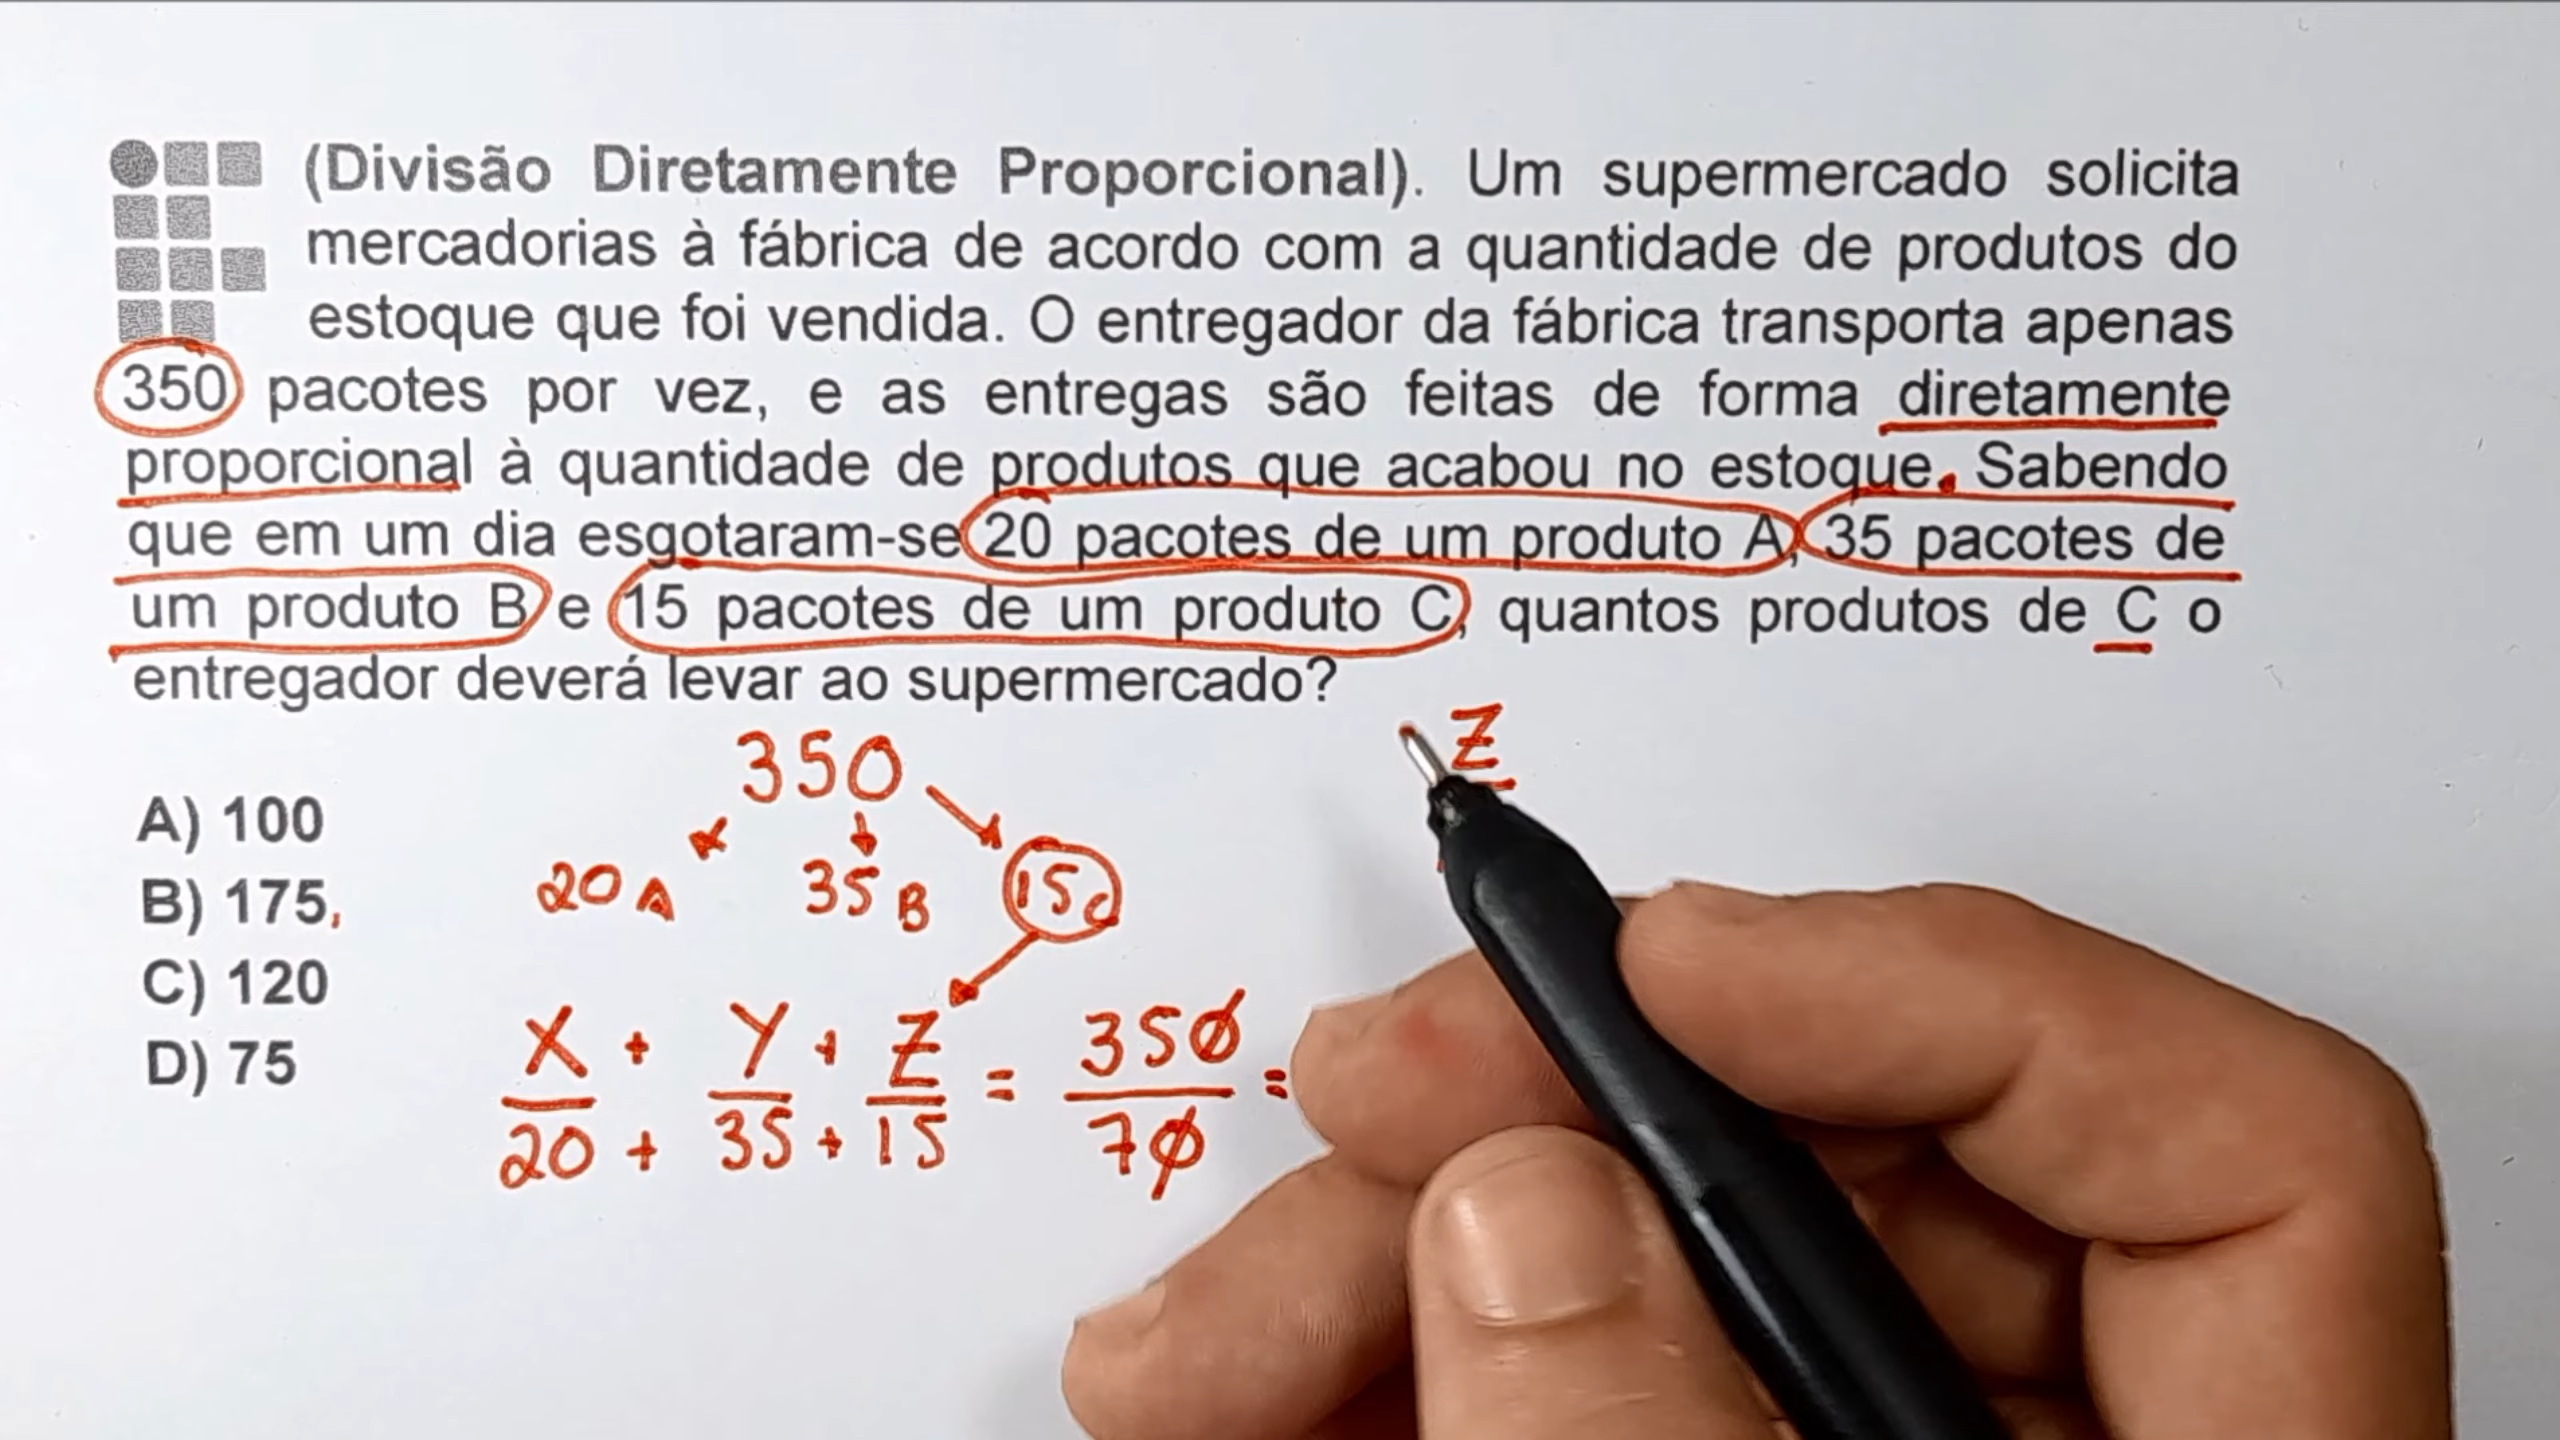 (Divisão Diretamente Proporcional). Um supermercado solicita
mercadorias à fábrica de acordo com a quantidade de produtos do
estoque que foi vendida. O entregador da fábrica transporta apenas
350 pacotes por vez, e as entregas são feitas de forma diretamente
proporcional à quantidade de produtos que acabou no estoque. Sabendo
que em um dia esgotaram-se 20 pacotes de um produto A, 35 pacotes de
um produto B e 15 pacotes de um produto C, quantos produtos de C o
entregador deverá levar ao supermercado?
A) 100
B) 175,
C) 120
D) 75
350
20 A 35 B 15 C
X + Y + Z = 350 =
20 + 35 + 15 70
Z